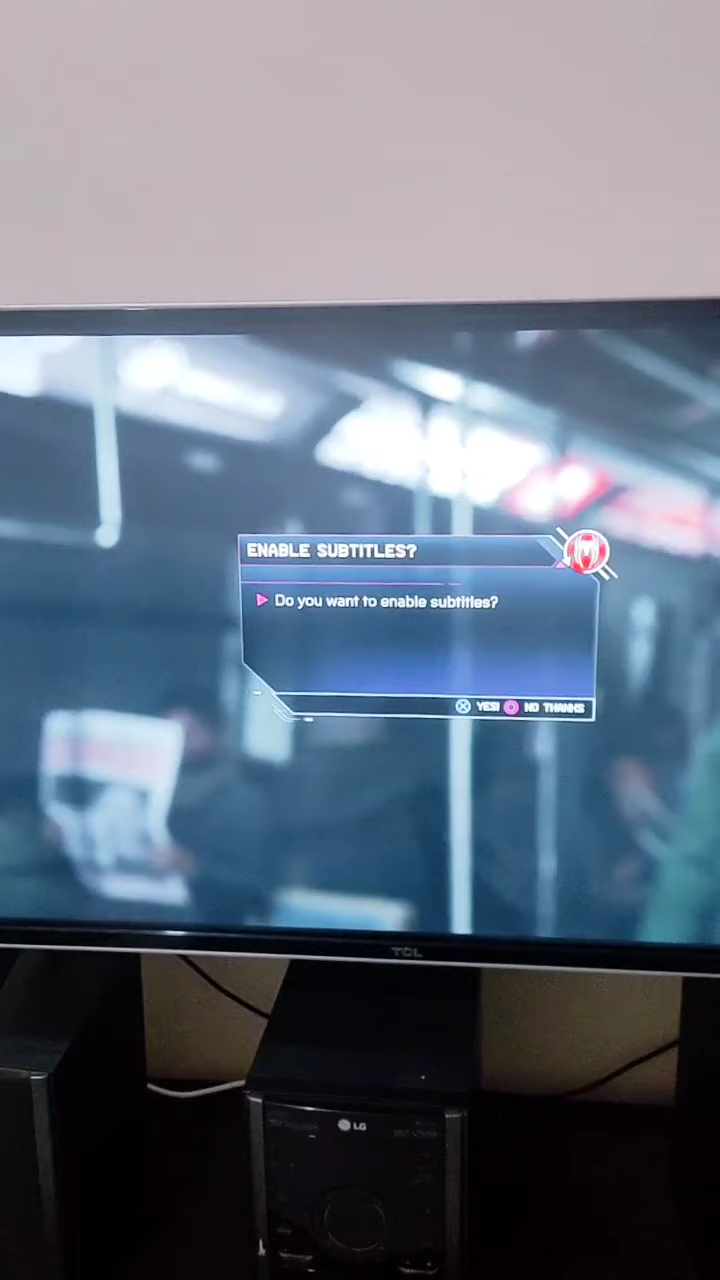 ENABLE SUBTITLES?
Do you want to enable subtitles?
YES! NO THANKS
TCL
LG